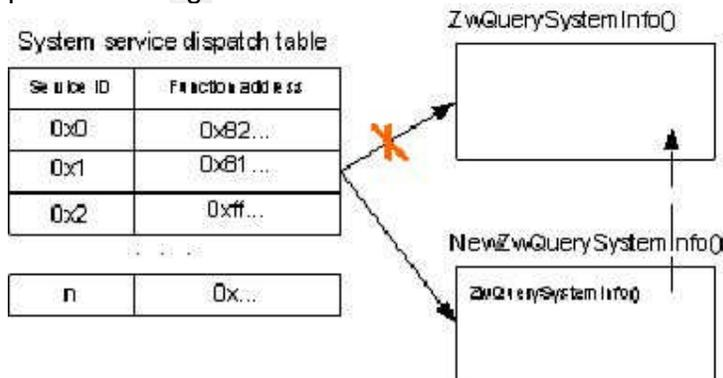 ZwQuerySystemInfo()
System service dispatch table
Service ID Function address
0x0 0x82...
0x1 0x81...
0x2 0xff...
. . . .
n 0x...
NewZwQuerySystemInfo()
ZwQuerySystemInfo()